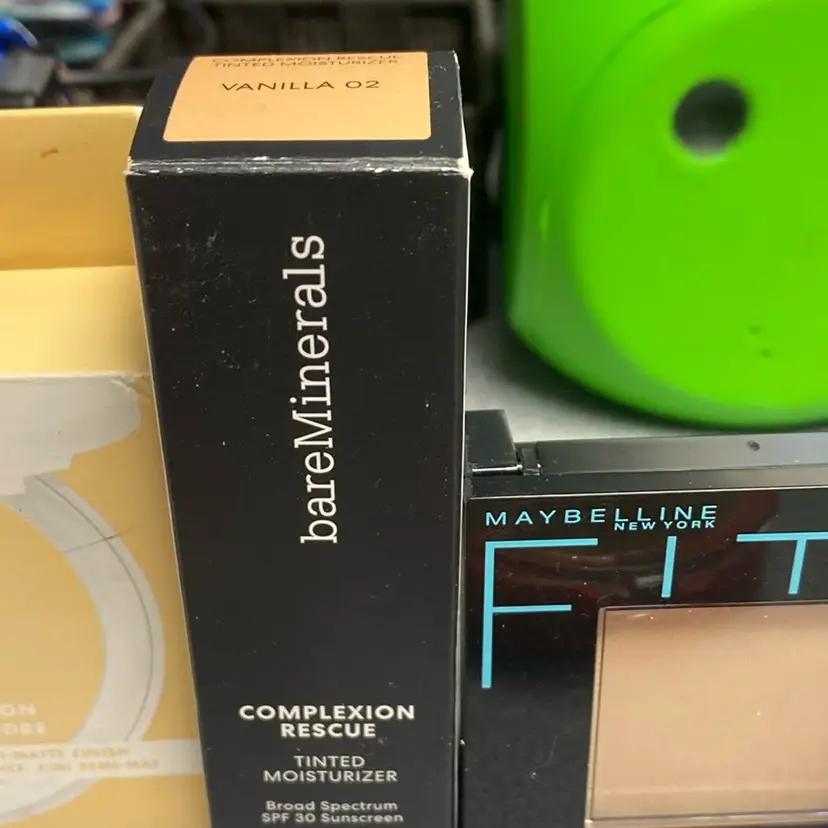 COMPLEXION RESCUE
TINTED MOISTURIZER
VANILLA 02
bareMinerals
COMPLEXION
RESCUE
TINTED
MOISTURIZER
Broad Spectrum
SPF 30 Sunscreen
MAYBELLINE
NEW YORK
FIT